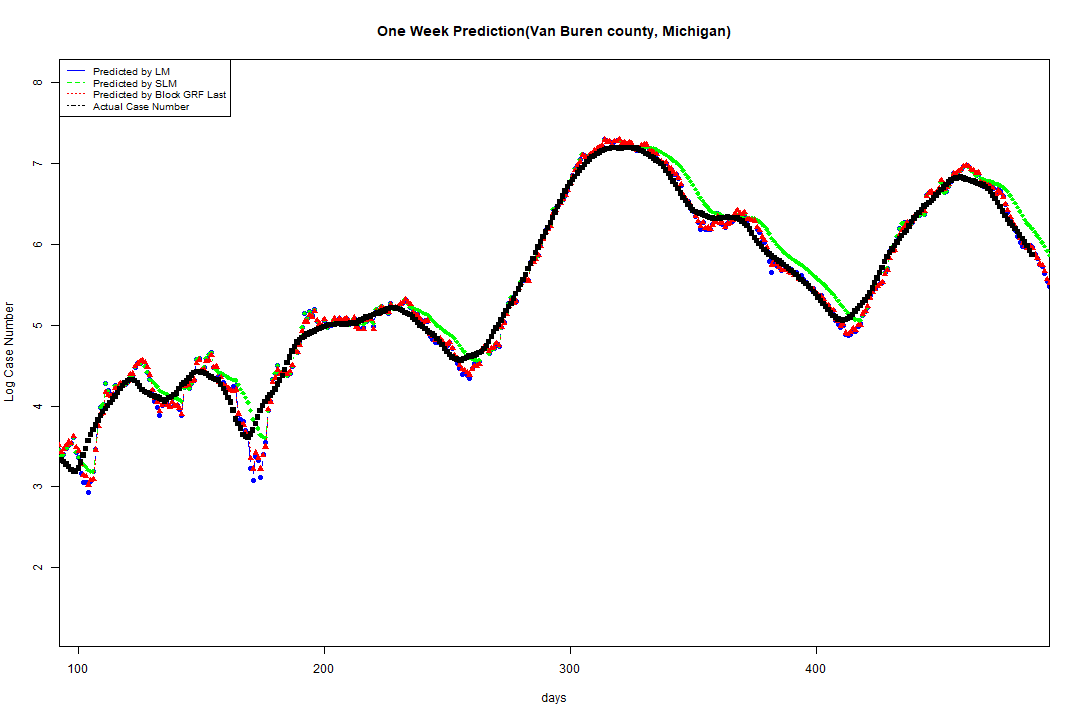 One Week Prediction(Van Buren county, Michigan)
Predicted by LM
Predicted by SLM
Predicted by Block GRF Last
Actual Case Number
8
7
6
5
4
3
2
Log Case Number
100 200 300 400
days